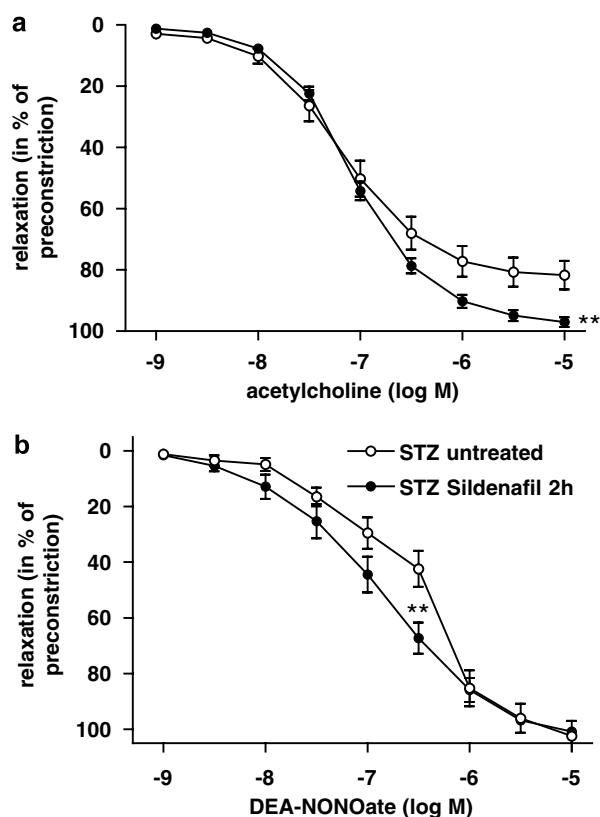 a
relaxation (in % of
preconstriction)
0
20
40
60
80
100
**
-9
-8
-7
-6
-5
acetylcholine (log M)
b
relaxation (in % of
preconstriction)
0
20
40
60
80
100
STZ untreated
STZ Sildenafil 2h
**
-9
-8
-7
-6
-5
DEA-NONOate (log M)